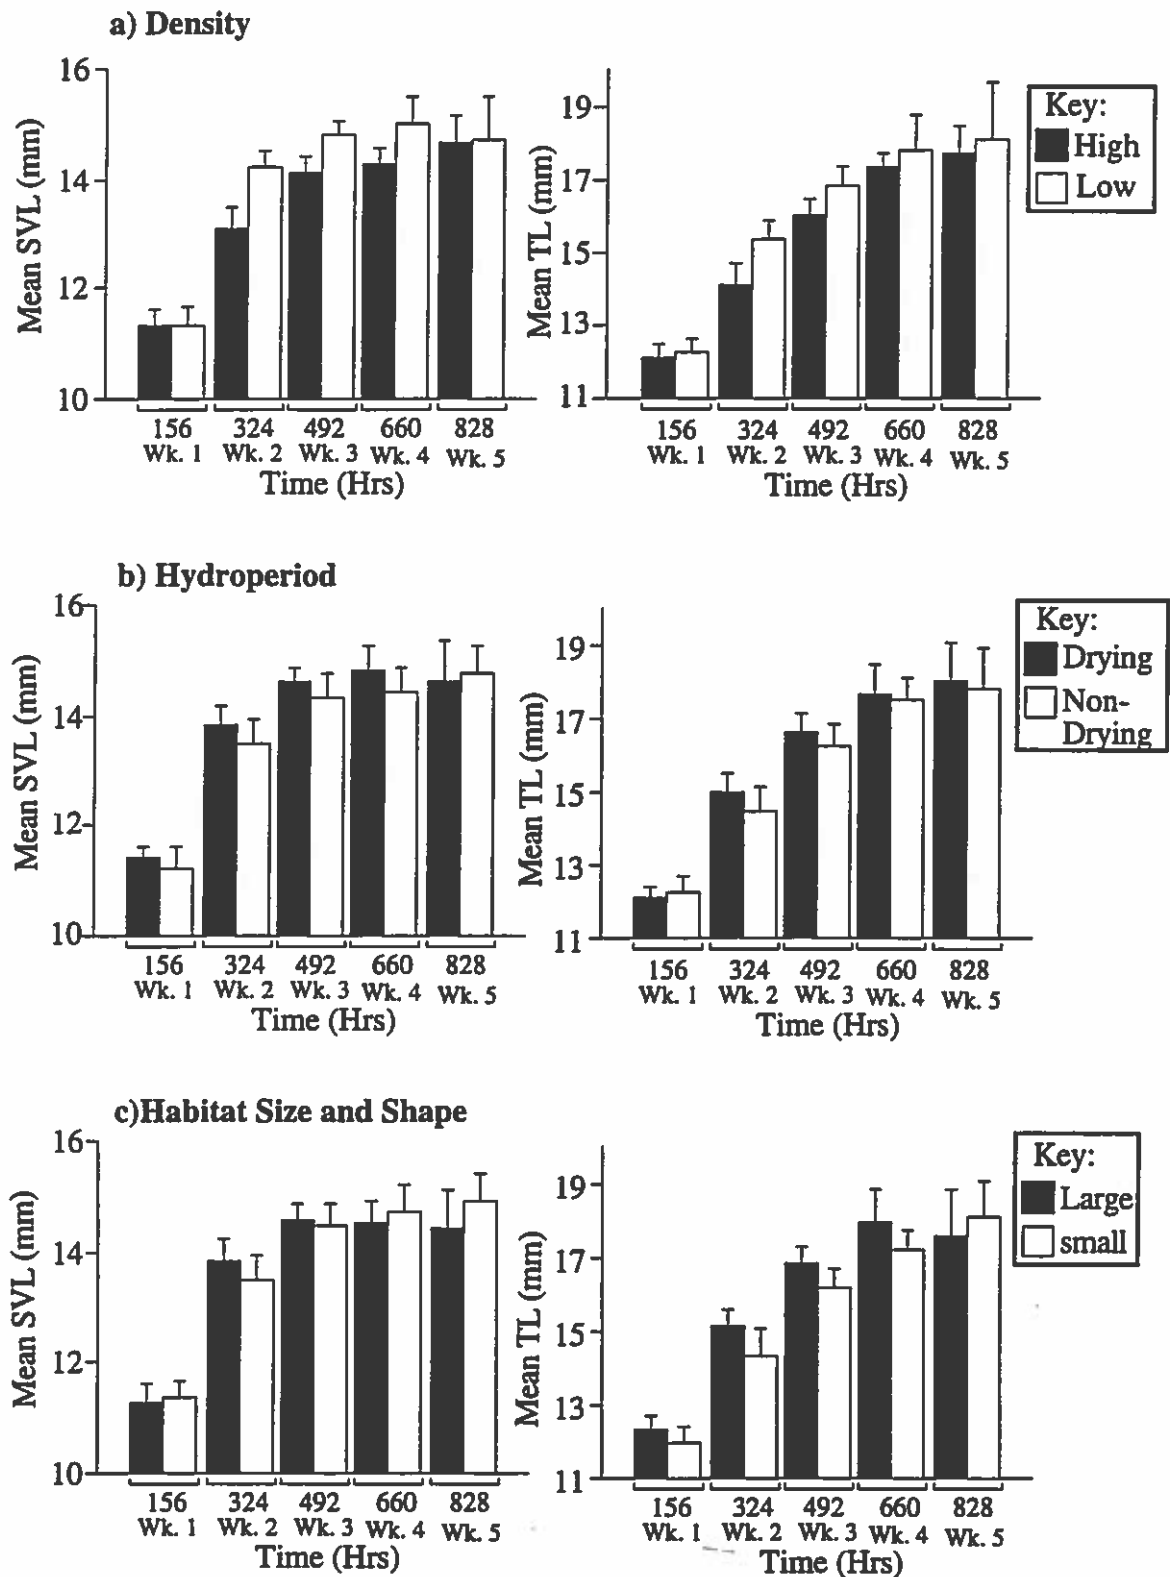 a) Density
16
14
12
10
Mean SVL (mm)
156 324 492 660 828
Wk. 1 Wk. 2 Wk. 3 Wk. 4 Wk. 5
Time (Hrs)
19
17
15
13
11
Mean TL (mm)
156 324 492 660 828
Wk. 1 Wk. 2 Wk. 3 Wk. 4 Wk. 5
Time (Hrs)
Key:
High
Low
b) Hydroperiod
16
14
12
10
Mean SVL (mm)
156 324 492 660 828
Wk. 1 Wk. 2 Wk. 3 Wk. 4 Wk. 5
Time (Hrs)
19
17
15
13
11
Mean TL (mm)
156 324 492 660 828
Wk. 1 Wk. 2 Wk. 3 Wk. 4 Wk. 5
Time (Hrs)
Key:
Drying
Non-
Drying
c)Habitat Size and Shape
16
14
12
10
Mean SVL (mm)
156 324 492 660 828
Wk. 1 Wk. 2 Wk. 3 Wk. 4 Wk. 5
Time (Hrs)
19
17
15
13
11
Mean TL (mm)
156 324 492 660 828
Wk. 1 Wk. 2 Wk. 3 Wk. 4 Wk. 5
Time (Hrs)
Key:
Large
small